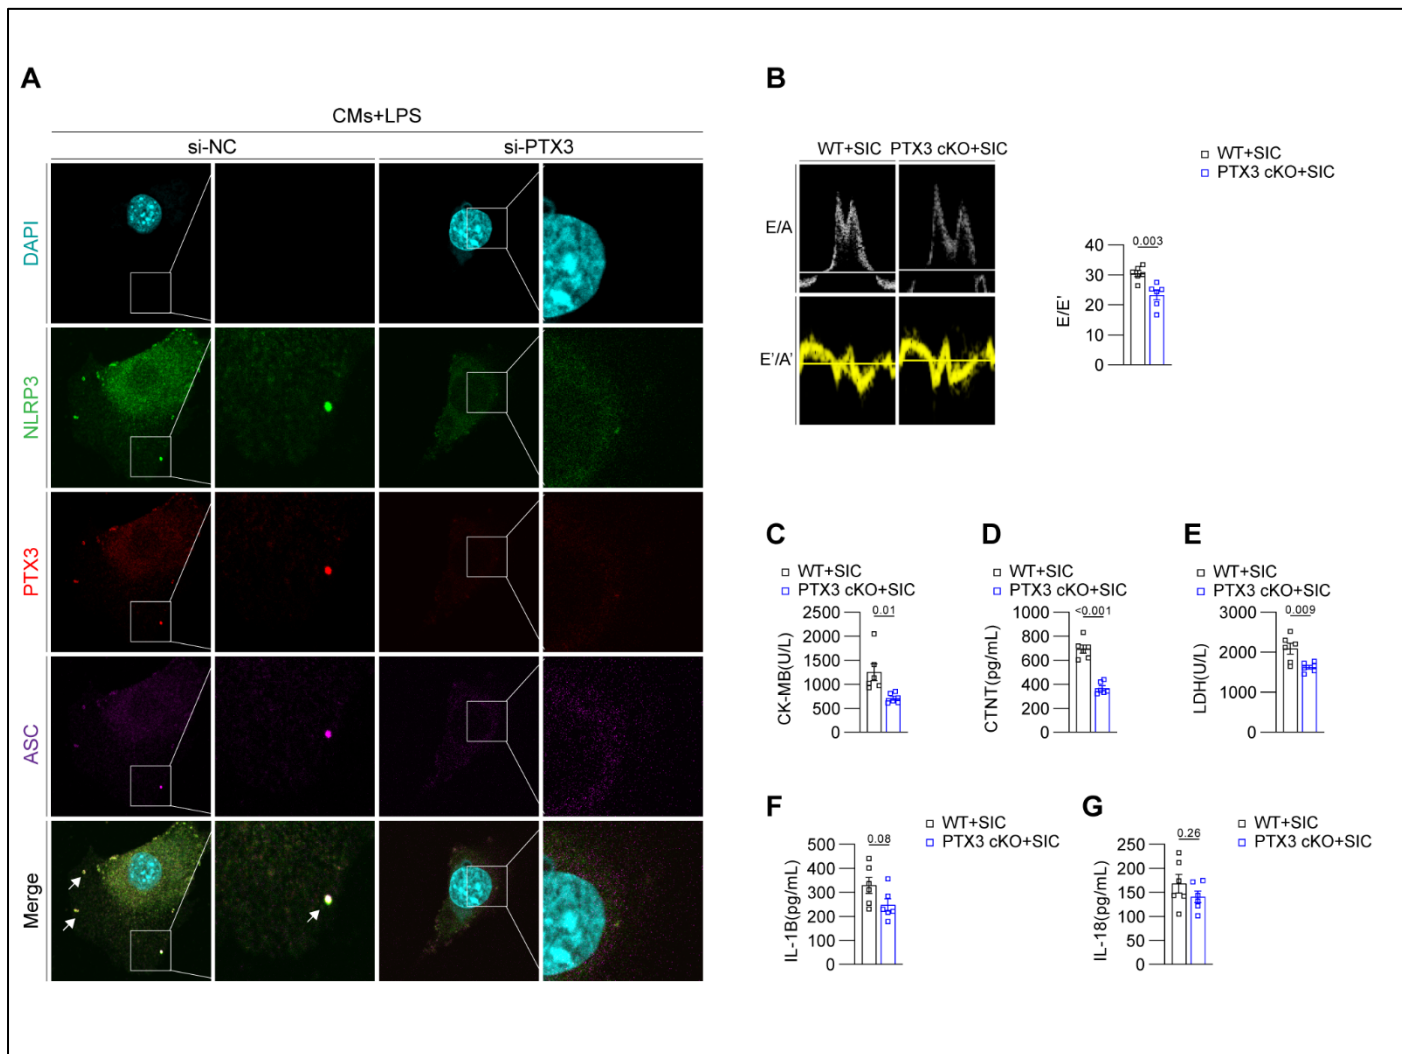 A
CMs+LPS
si-NC
si-PTX3
DAPI
NLRP3
PTX3
ASC
Merge
B
WT+SIC
PTX3 cKO+SIC
E/A
E'/A'
WT+SIC
PTX3 cKO+SIC
0.003
40
30
20
10
0
E/E'
C
WT+SIC
PTX3 cKO+SIC
0.01
2500
2000
1500
1000
500
0
CK-MB(U/L)
D
WT+SIC
PTX3 cKO+SIC
<0.001
1000
800
600
400
200
0
CTNT(pg/mL)
E
WT+SIC
PTX3 cKO+SIC
0.009
3000
2000
1000
0
LDH(U/L)
F
WT+SIC
PTX3 cKO+SIC
0.08
500
400
300
200
100
0
IL-1B(pg/mL)
G
WT+SIC
PTX3 cKO+SIC
0.26
250
200
150
100
50
0
IL-18(pg/mL)